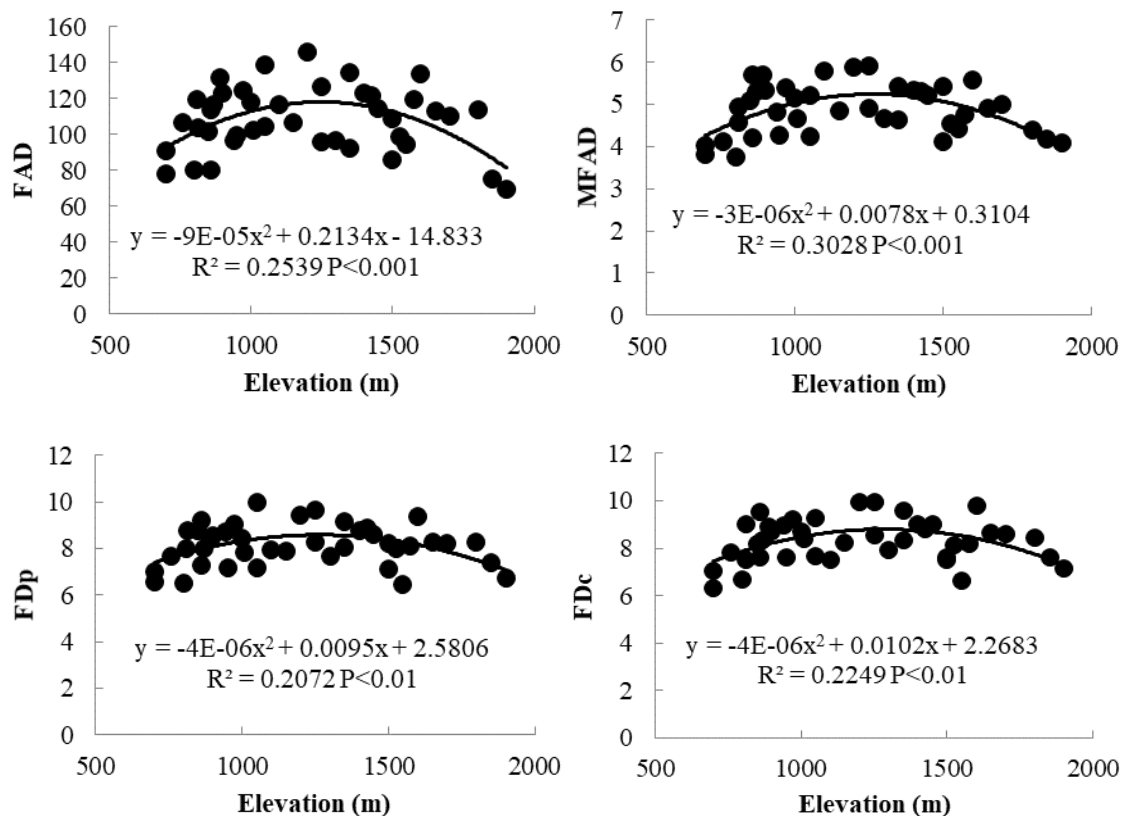 160
140
120
100
80
60
40
20
0
FAD
y = -9E-05x² + 0.2134x - 14.833
R² = 0.2539 P<0.001
500 1000 1500 2000
Elevation (m)
7
6
5
4
3
2
1
0
MFAD
y = -3E-06x² + 0.0078x + 0.3104
R² = 0.3028 P<0.001
500 1000 1500 2000
Elevation (m)
12
10
8
6
4
2
0
FDp
y = -4E-06x² + 0.0095x + 2.5806
R² = 0.2072 P<0.01
500 1000 1500 2000
Elevation (m)
12
10
8
6
4
2
0
FDc
y = -4E-06x² + 0.0102x + 2.2683
R² = 0.2249 P<0.01
500 1000 1500 2000
Elevation (m)